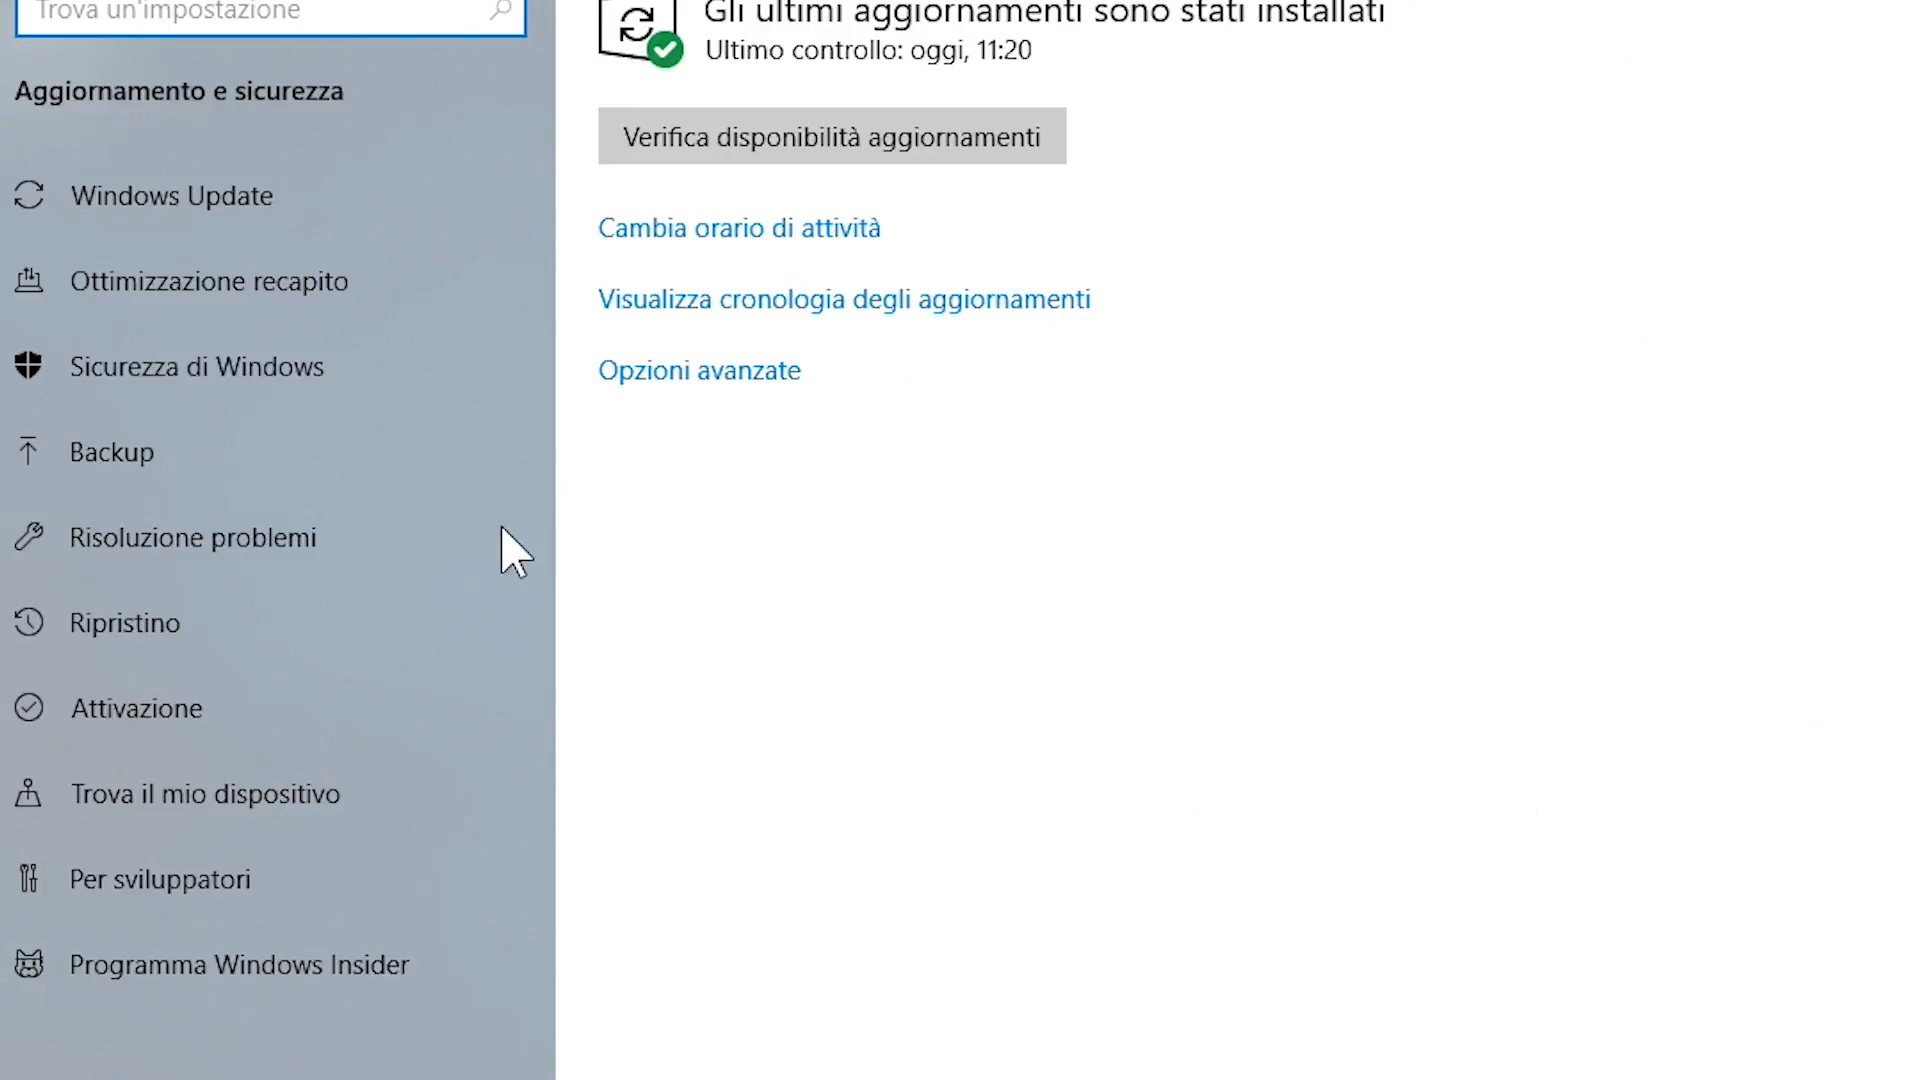 Trova un'impostazione
Aggiornamento e sicurezza
Windows Update
Ottimizzazione recapito
Sicurezza di Windows
Backup
Risoluzione problemi
Ripristino
Attivazione
Trova il mio dispositivo
Per sviluppatori
Programma Windows Insider
Gli ultimi aggiornamenti sono stati installati
Ultimo controllo: oggi, 11:20
Verifica disponibilità aggiornamenti
Cambia orario di attività
Visualizza cronologia degli aggiornamenti
Opzioni avanzate